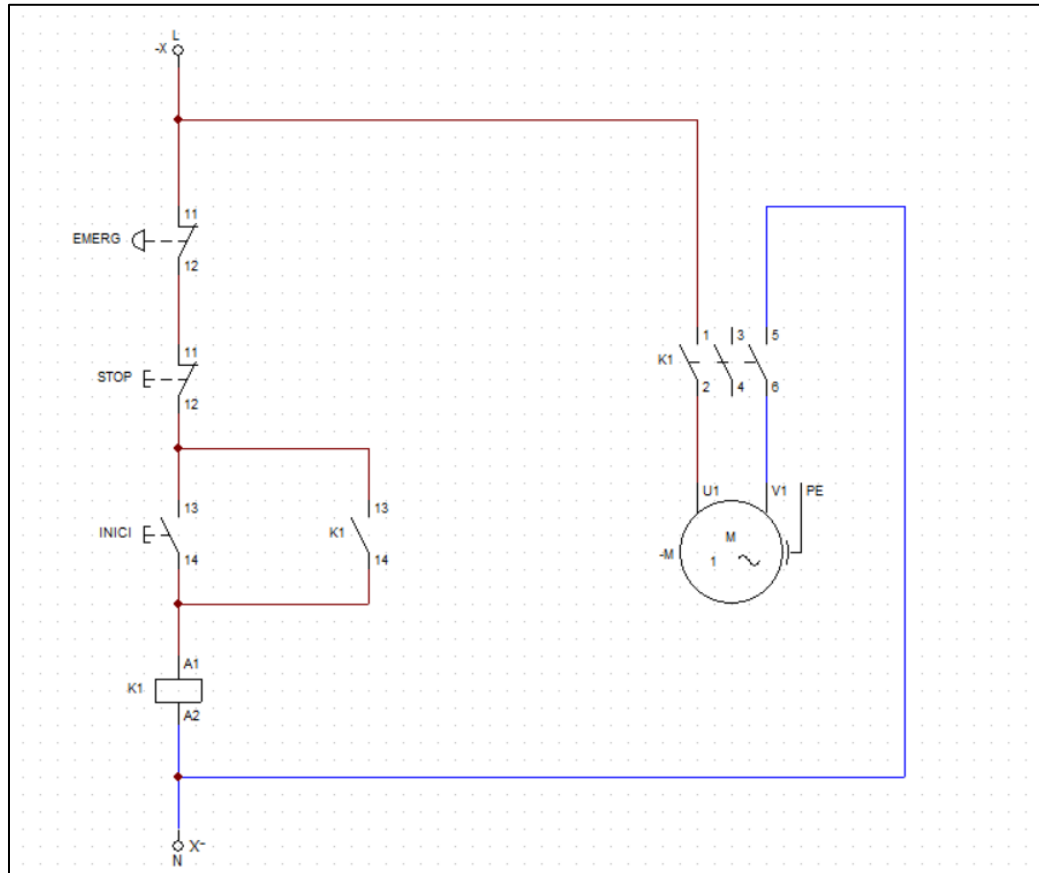 L
-X
11
EMERG
12
11
STOP
12
13
INICI
14
13
K1
14
A1
K1
A2
X-
N
1 3 5
K1
2 4 6
U1 V1 PE
M
-M
1